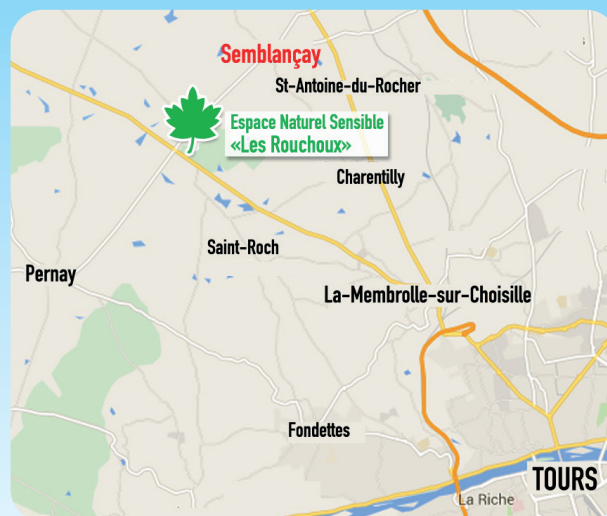 Semblançay
St-Antoine-du-Rocher
Espace Naturel Sensible
«Les Rouchoux»
Charentilly
Saint-Roch
Pernay
La-Membrolle-sur-Choisille
Fondettes
TOURS
La Riche